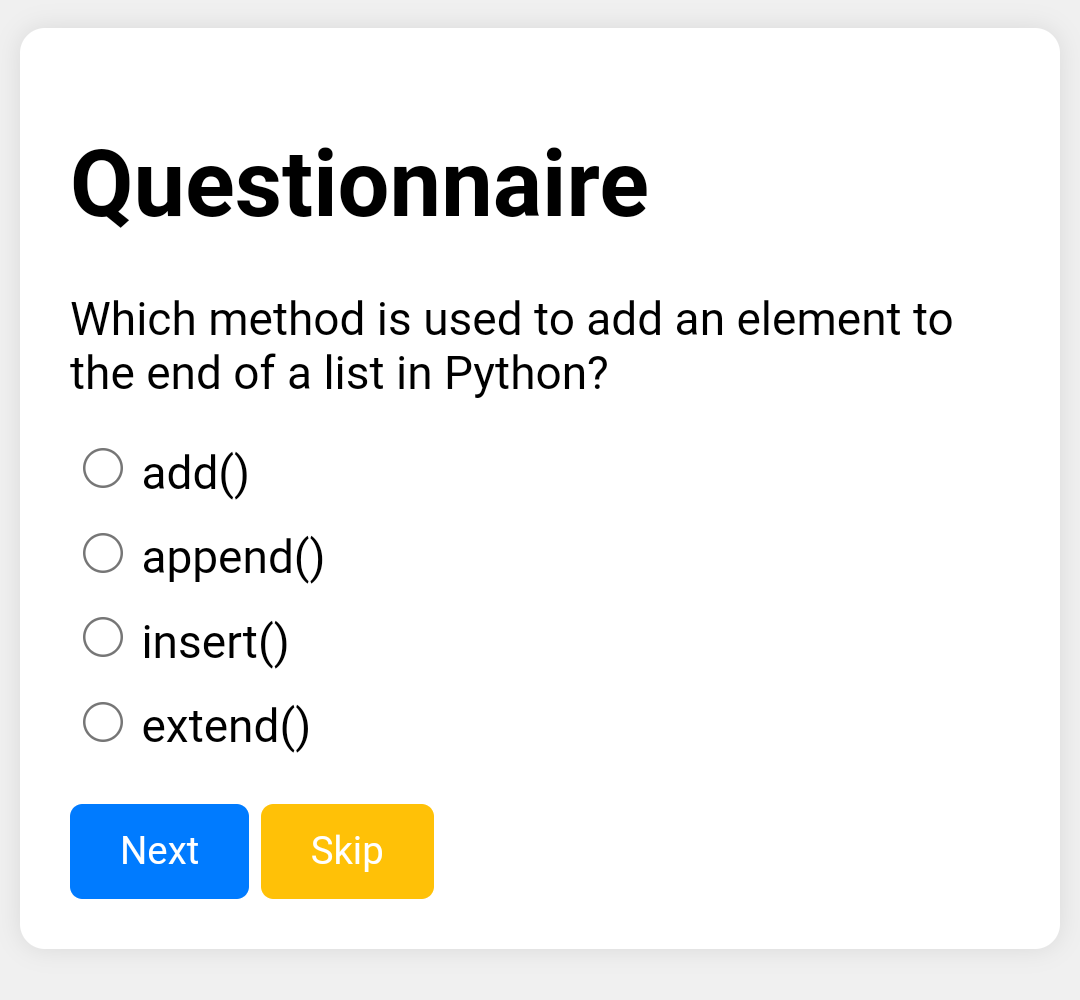 Questionnaire
Which method is used to add an element to
the end of a list in Python?
add()
append()
insert()
extend()
Next
Skip